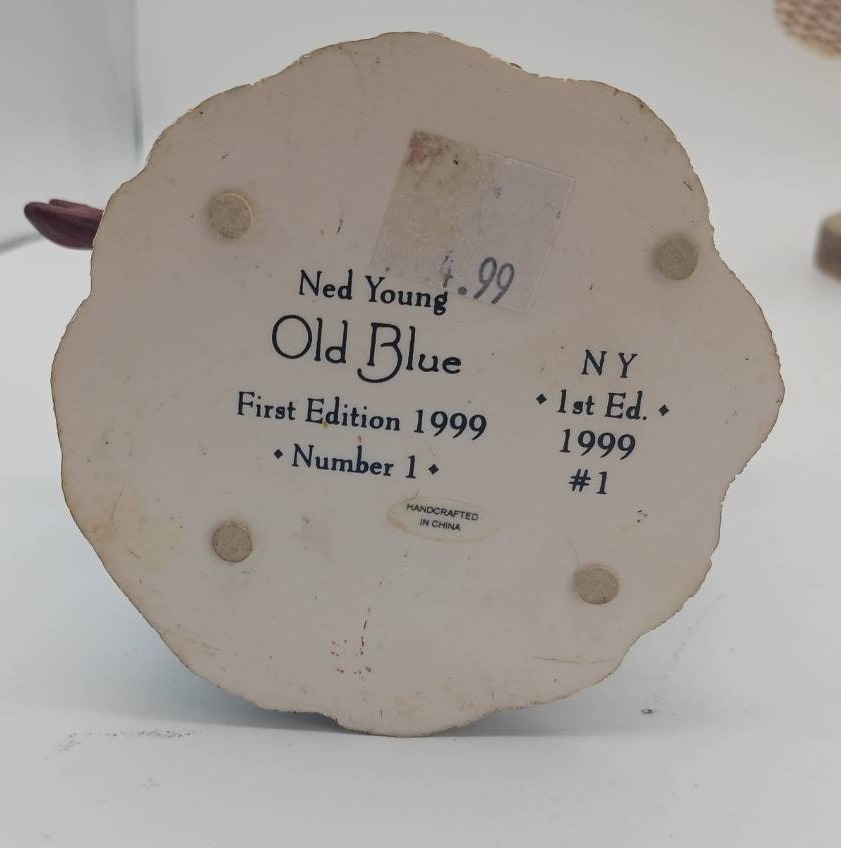 4.99
Ned Young
Old Blue
First Edition 1999
⬩ Number 1 ⬩
N Y
⬩ 1st Ed. ⬩
1999
#1
HANDCRAFTED
IN CHINA